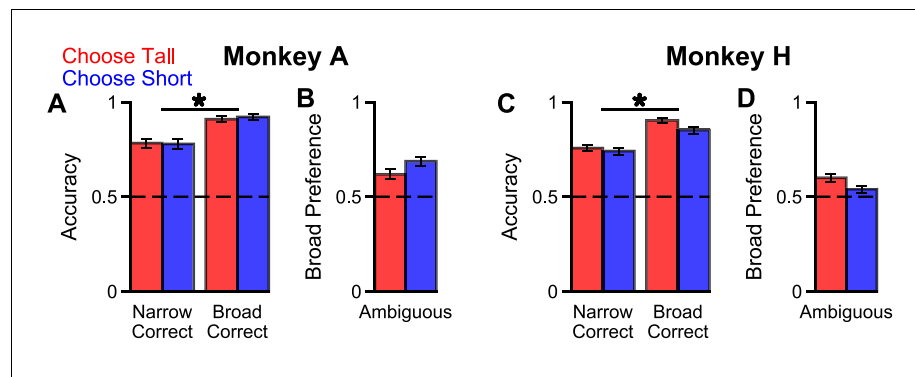 Choose Tall
Choose Short
Monkey A
Monkey H
A
*
1
0.5
0
Accuracy
Narrow Correct
Broad Correct
B
1
0.5
0
Broad Preference
Ambiguous
C
*
1
0.5
0
Accuracy
Narrow Correct
Broad Correct
D
1
0.5
0
Broad Preference
Ambiguous